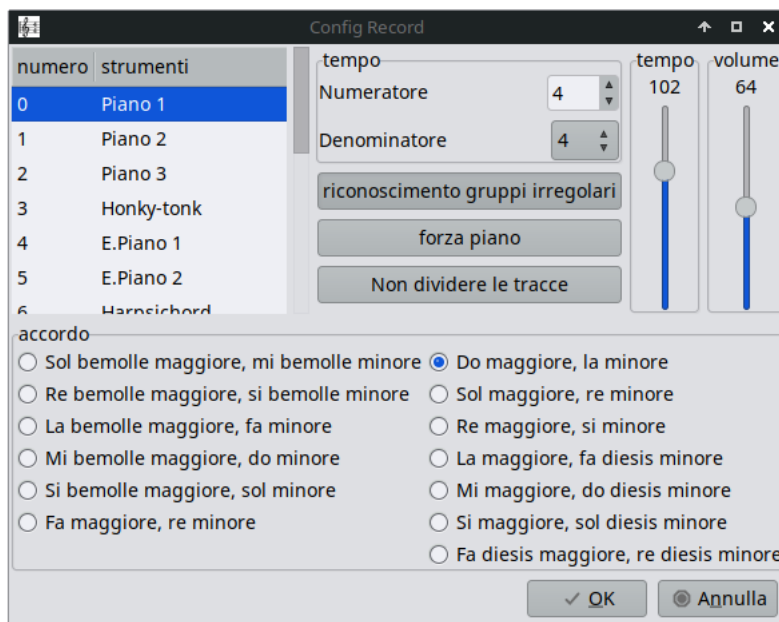 Config Record
numero strumenti
0 Piano 1
1 Piano 2
2 Piano 3
3 Honky-tonk
4 E.Piano 1
5 E.Piano 2
6 Harpsichord
tempo
Numeratore 4
Denominatore 4
riconoscimento gruppi irregolari
forza piano
Non dividere le tracce
tempo
102
volume
64
accordo
Sol bemolle maggiore, mi bemolle minore
Re bemolle maggiore, si bemolle minore
La bemolle maggiore, fa minore
Mi bemolle maggiore, do minore
Si bemolle maggiore, sol minore
Fa maggiore, re minore
Do maggiore, la minore
Sol maggiore, re minore
Re maggiore, si minore
La maggiore, fa diesis minore
Mi maggiore, do diesis minore
Si maggiore, sol diesis minore
Fa diesis maggiore, re diesis minore
OK
Annulla